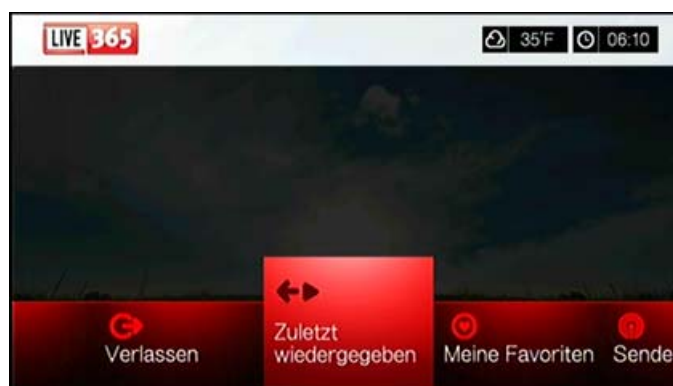 LIVE 365
35°F
06:10
Verlassen
Zuletzt
wiedergegeben
Meine Favoriten
Sende